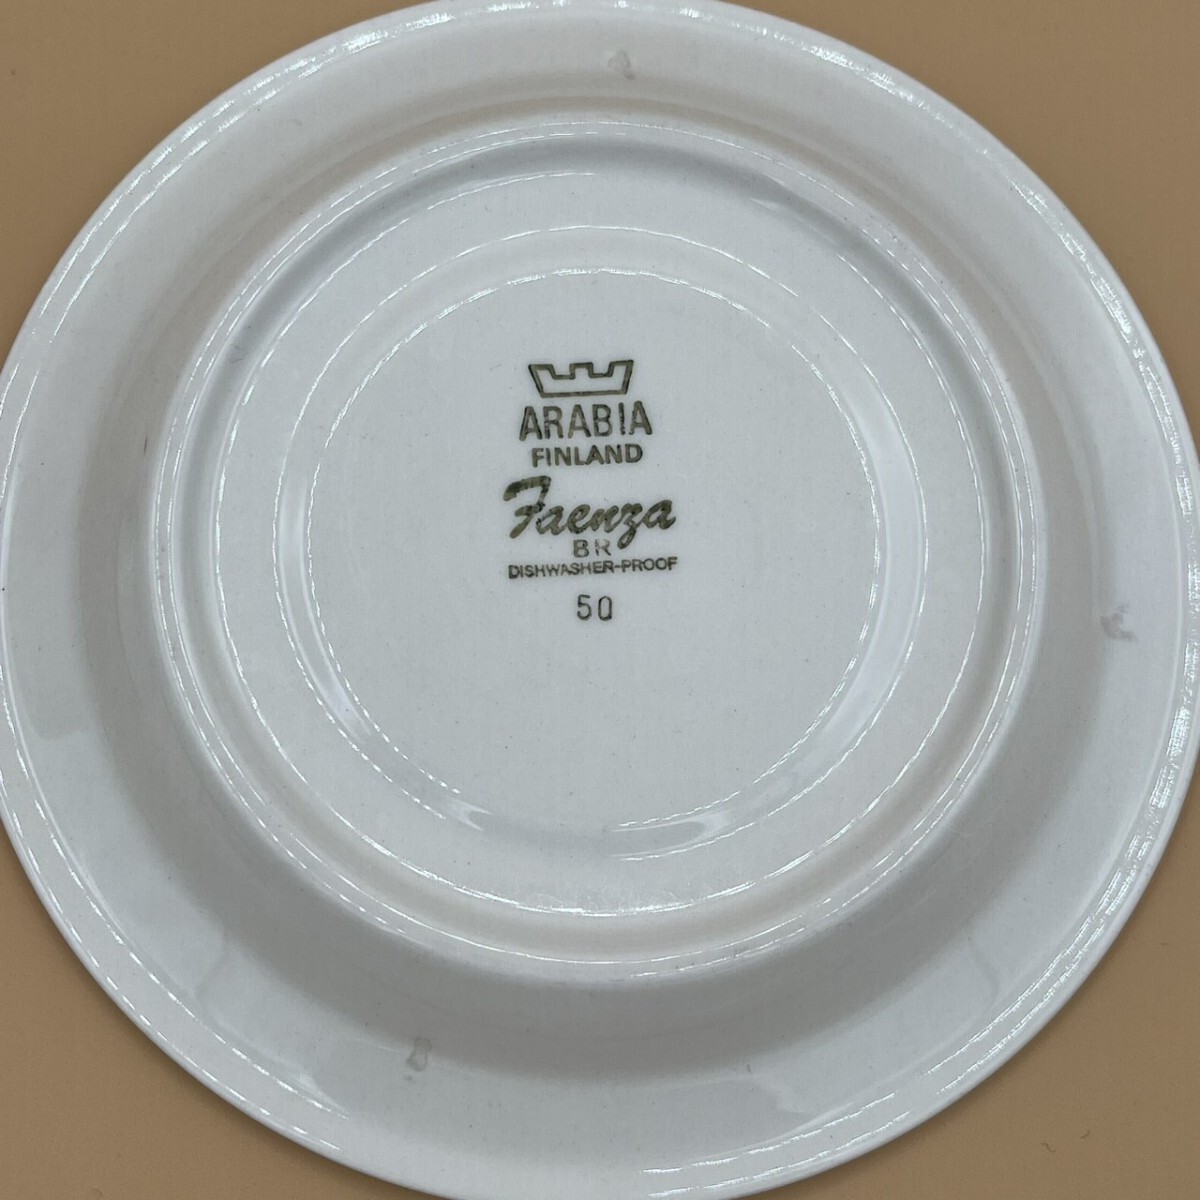 ARABIA
FINLAND
Faenza
BR
DISHWASHER-PROOF
50